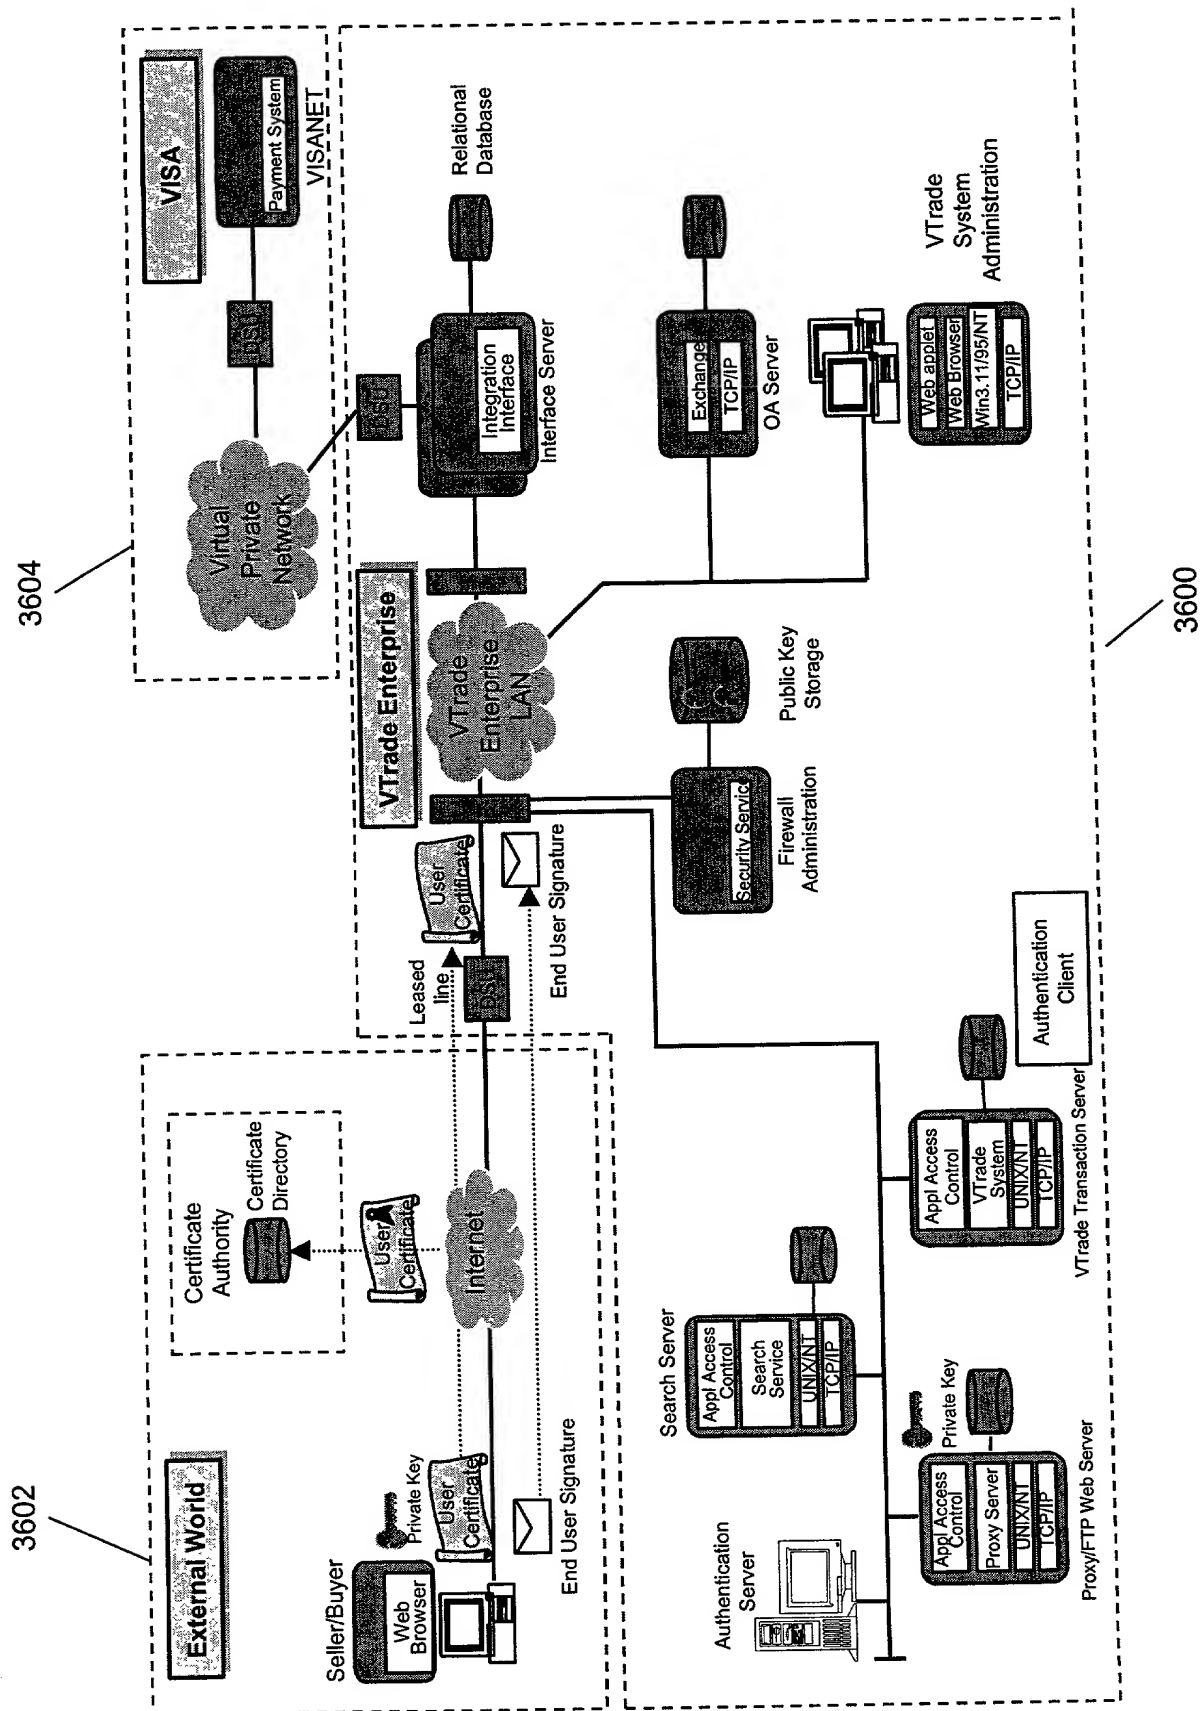 3602
External World
Seller/Buyer
Web
Browser
Private Key
User
Certificate
End User Signature
Certificate
Authority
Certificate
Directory
User
Certificate
Internet
Leased
line
DSU
User
Certificate
End User Signature
3604
VISA
Payment System
VISANET
DSU
Virtual
Private
Network
VTrade Enterprise
VTrade
Enterprise
LAN
DSU
Integration
Interface
Interface Server
Relational
Database
Security Service
Firewall
Administration
Public Key
Storage
Exchange
TCP/IP
OA Server
Web applet
Web Browser
Win3.11/95/NT
TCP/IP
VTrade
System
Administration
Authentication
Server
Search Server
Appl Access
Control
Search
Service
UNIX/NT
TCP/IP
Private Key
Appl Access
Control
Proxy Server
UNIX/NT
TCP/IP
Proxy/FTP Web Server
Appl Access
Control
VTrade
System
UNIX/NT
TCP/IP
VTrade Transaction Server
Authentication
Client
3600